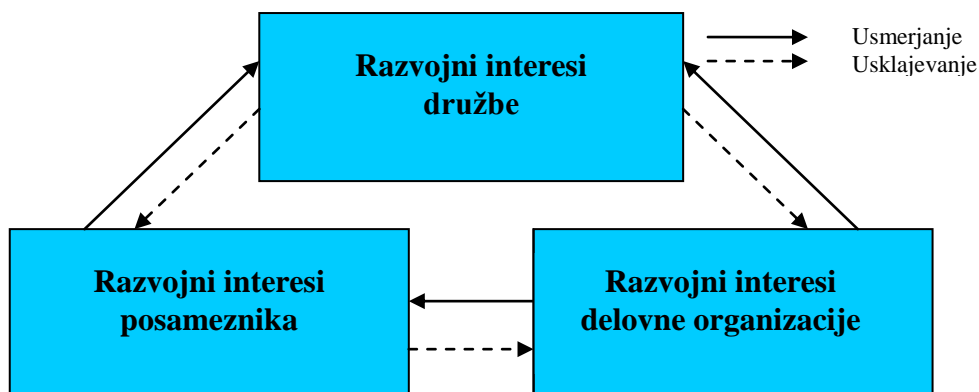 Usmerjanje
Usklajevanje
Razvojni interesi
družbe
Razvojni interesi
posameznika
Razvojni interesi
delovne organizacije